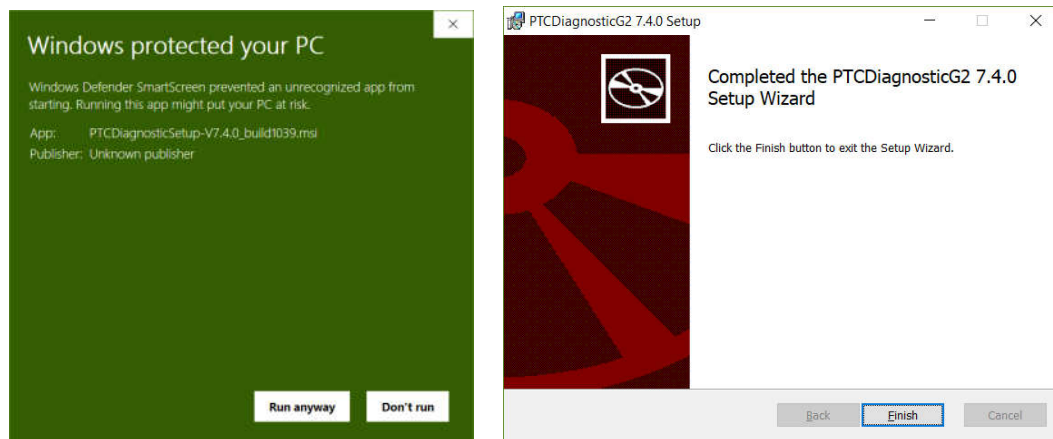 Windows protected your PC
Windows Defender SmartScreen prevented an unrecognized app from
starting. Running this app might put your PC at risk.
App: PTCDiagnosticSetup-V7.4.0_build1039.msi
Publisher: Unknown publisher
Run anyway
Don't run
PTCDiagnosticG2 7.4.0 Setup
Completed the PTCDiagnosticG2 7.4.0
Setup Wizard
Click the Finish button to exit the Setup Wizard.
Back
Finish
Cancel